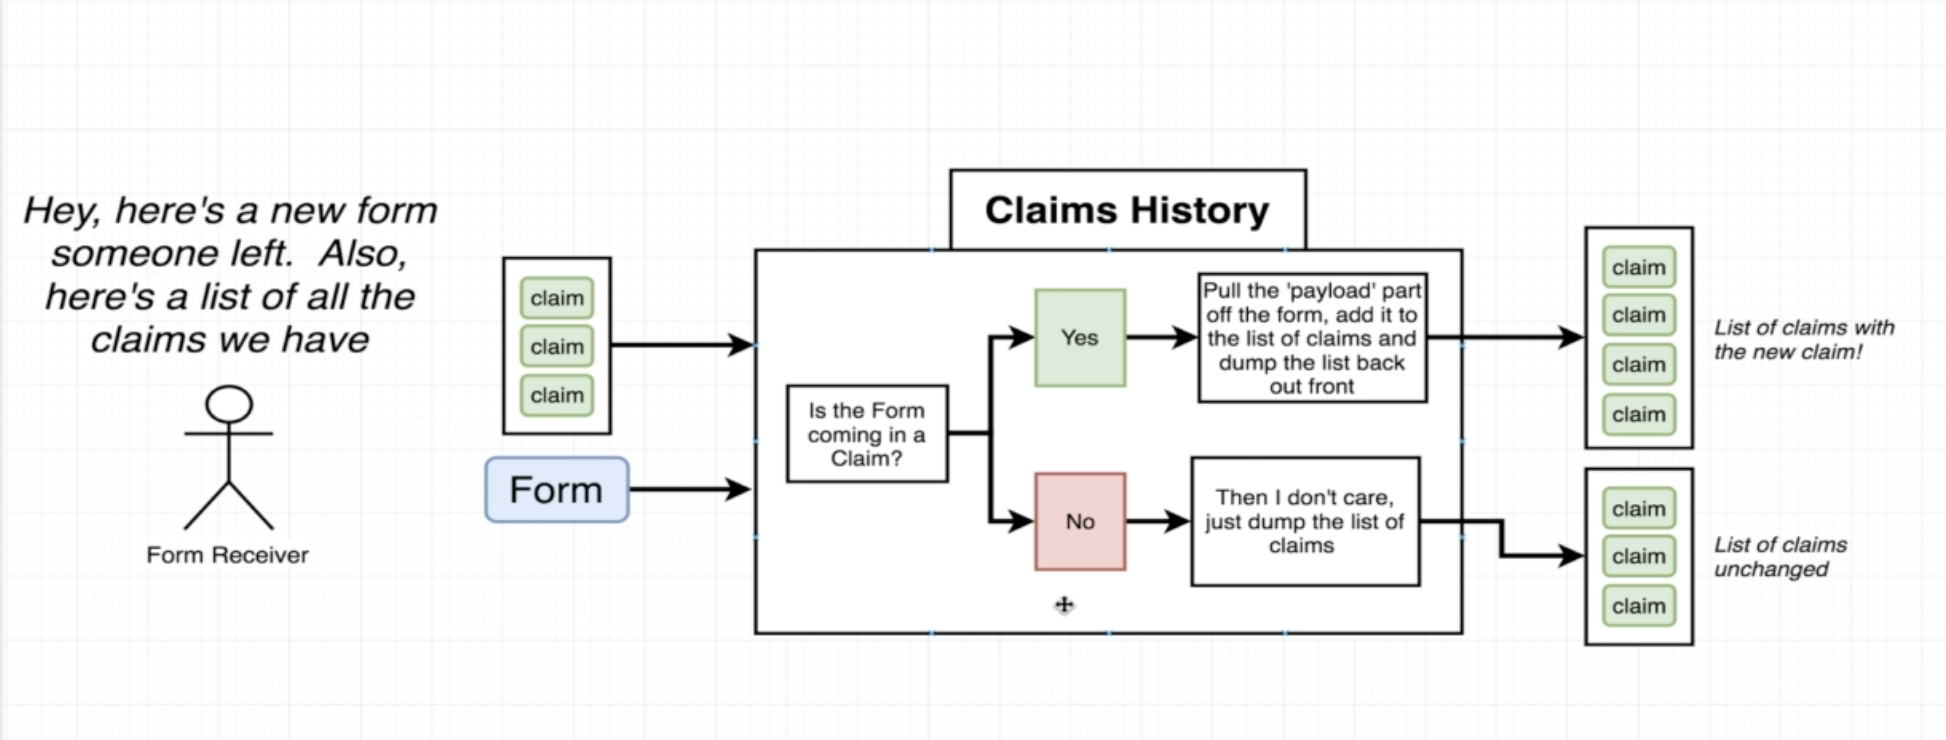 Hey, here's a new form
someone left.  Also,
here's a list of all the
claims we have
Form Receiver
claim
claim
claim
Form
Claims History
Is the Form
coming in a
Claim?
Yes
Pull the 'payload' part
off the form, add it to
the list of claims and
dump the list back
out front
No
Then I don't care,
just dump the list of
claims
claim
claim
claim
claim
List of claims with
the new claim!
claim
claim
claim
List of claims
unchanged